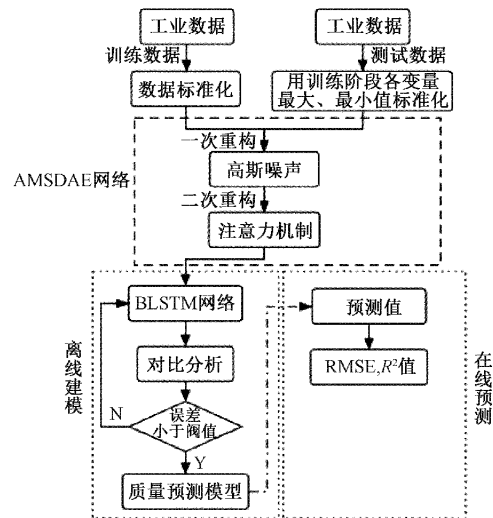 工业数据
工业数据
训练数据
测试数据
数据标准化
用训练阶段各变量
最大、最小值标准化
一次重构
高斯噪声
AMSDAE网络
二次重构
注意力机制
BLSTM网络
预测值
对比分析
RMSE,R²值
离线建模
在线预测
N
误差
小于阀值
Y
质量预测模型